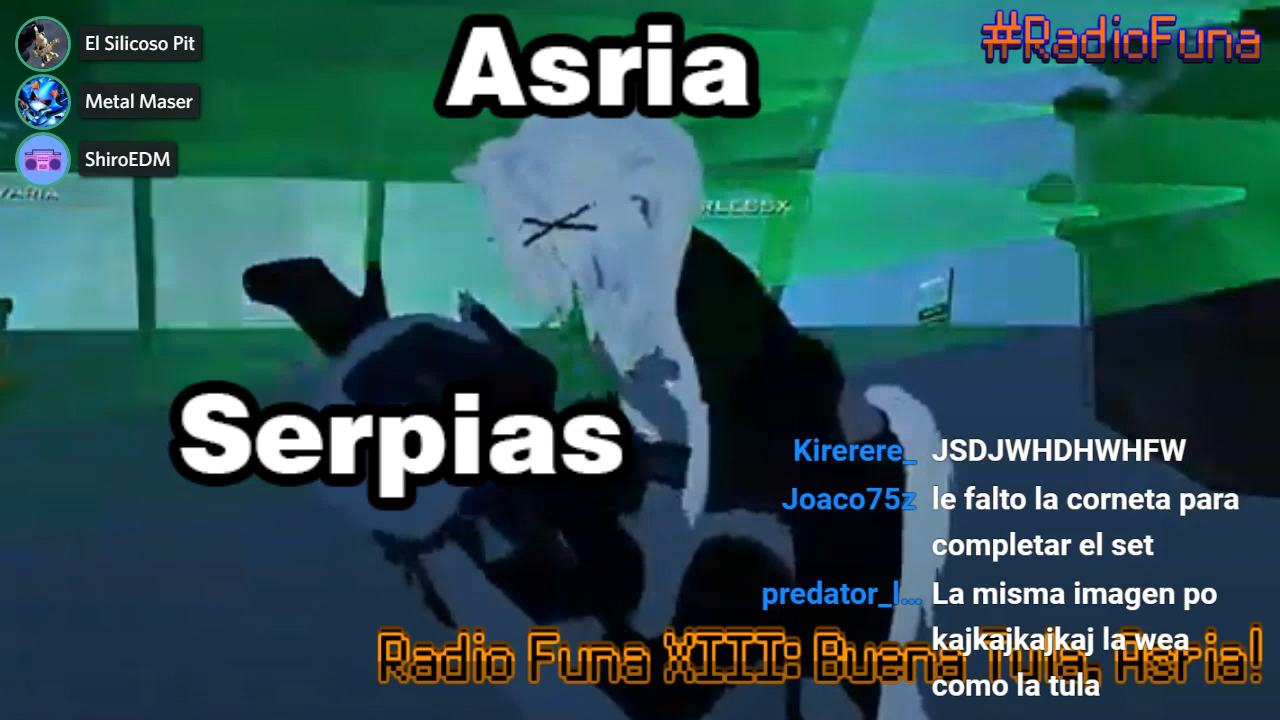 Asria
#RadioFuna
El Silicoso Pit
Metal Maser
ShiroEDM
Serpias
Kirerere_ JSDJWHDHWHFW
Joaco75z le falto la corneta para
completar el set
predator_l... La misma imagen po
kajkajkajkaj la wea
como la tula
Radio Funa XIII: Buena Tula, Asria!